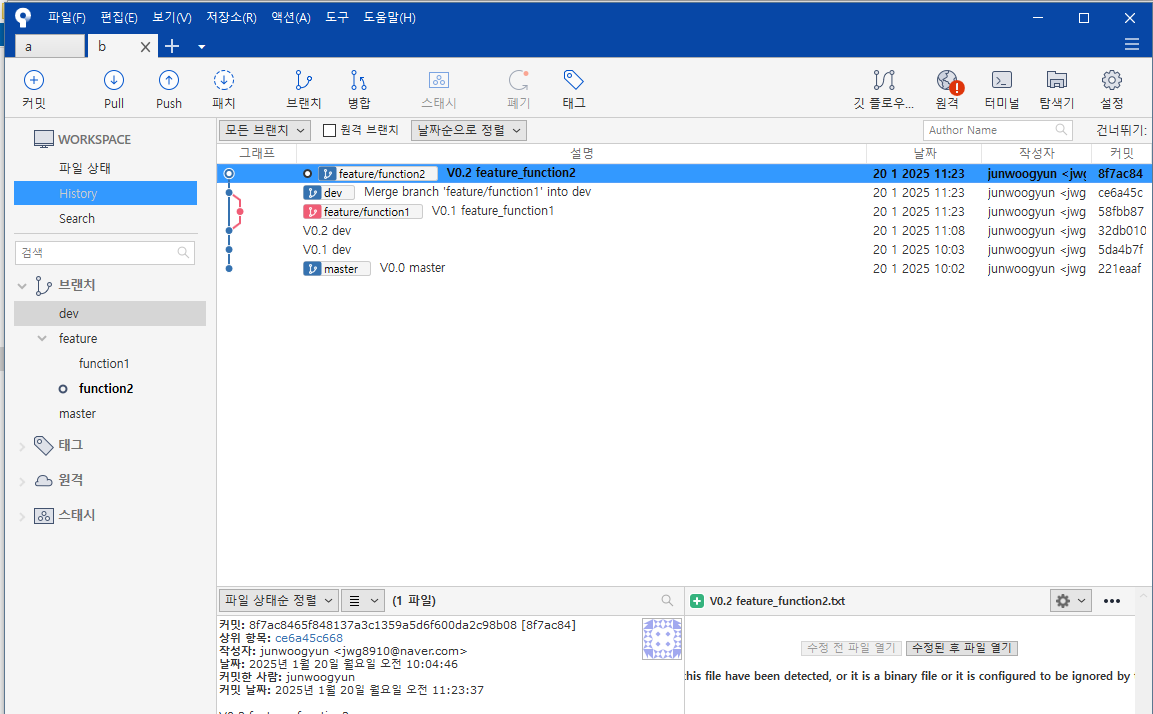 파일(F) 편집(E) 보기(V) 저장소(R) 액션(A) 도구 도움말(H)
a b
커밋 Pull Push 패치 브랜치 병합 스태시 폐기 태그 깃 플로우... 원격 터미널 탐색기 설정
WORKSPACE
파일 상태
History
Search
검색
브랜치
dev
feature
function1
function2
master
태그
원격
스태시
모든 브랜치 원격 브랜치 날짜순으로 정렬 Author Name 건너뛰기:
그래프 설명 날짜 작성자 커밋
feature/function2 V0.2 feature_function2 20 1 2025 11:23 junwoogyun <jwg 8f7ac84
dev Merge branch 'feature/function1' into dev 20 1 2025 11:23 junwoogyun <jwg ce6a45c
feature/function1 V0.1 feature_function1 20 1 2025 11:23 junwoogyun <jwg 58fbb87
V0.2 dev 20 1 2025 11:08 junwoogyun <jwg 32db010
V0.1 dev 20 1 2025 10:03 junwoogyun <jwg 5da4b7f
master V0.0 master 20 1 2025 10:02 junwoogyun <jwg 221eaaf
파일 상태순 정렬 (1 파일)
커밋: 8f7ac8465f848137a3c1359a5d6f600da2c98b08 [8f7ac84]
상위 항목: ce6a45c668
작성자: junwoogyun <jwg8910@naver.com>
날짜: 2025년 1월 20일 월요일 오전 10:04:46
커밋한 사람: junwoogyun
커밋 날짜: 2025년 1월 20일 월요일 오전 11:23:37
V0.2 feature_function2.txt
수정 전 파일 열기 수정된 후 파일 열기
this file have been detected, or it is a binary file or it is configured to be ignored by